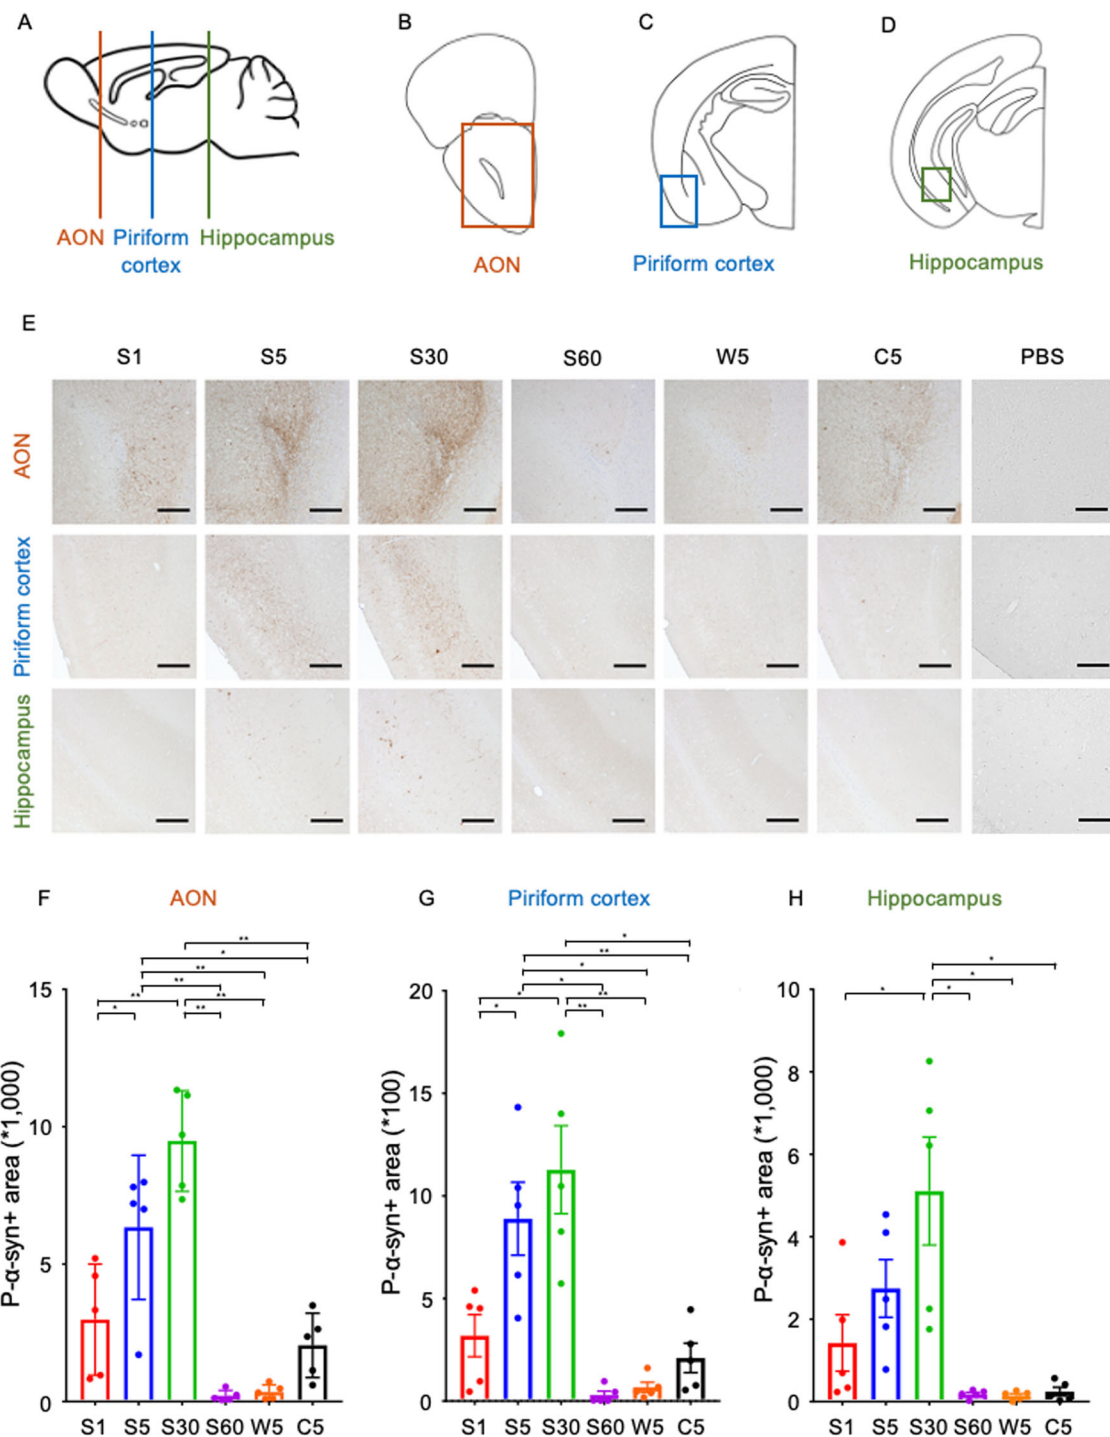 A
B
C
D
AON Piriform cortex Hippocampus
AON
Piriform cortex
Hippocampus
E
S1 S5 S30 S60 W5 C5 PBS
AON
Piriform cortex
Hippocampus
F AON
G Piriform cortex
H Hippocampus
**
*
**
**
** **
* **
15
10
5
0
P-α-syn+ area (*1,000)
S1 S5 S30 S60 W5 C5
*
**
*
*
* **
* **
20
15
10
5
0
P-α-syn+ area (*100)
S1 S5 S30 S60 W5 C5
*
*
* *
10
8
6
4
2
0
P-α-syn+ area (*1,000)
S1 S5 S30 S60 W5 C5